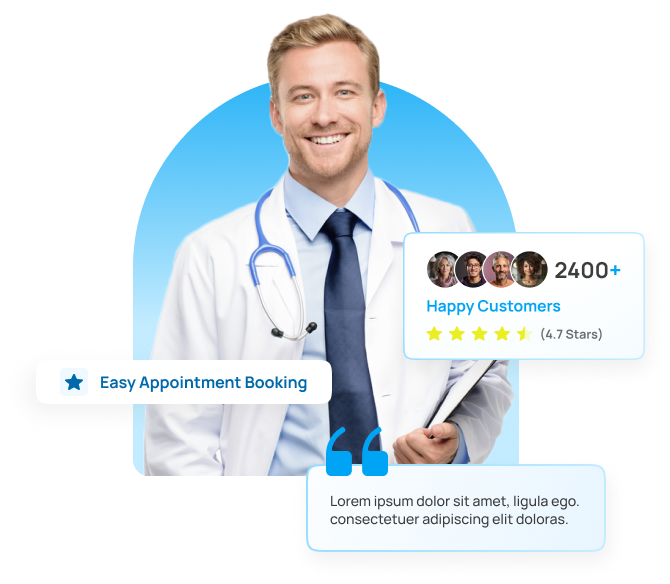 2400+
Happy Customers
(4.7 Stars)
Easy Appointment Booking
Lorem ipsum dolor sit amet, ligula ego.
consectetuer adipiscing elit doloras.